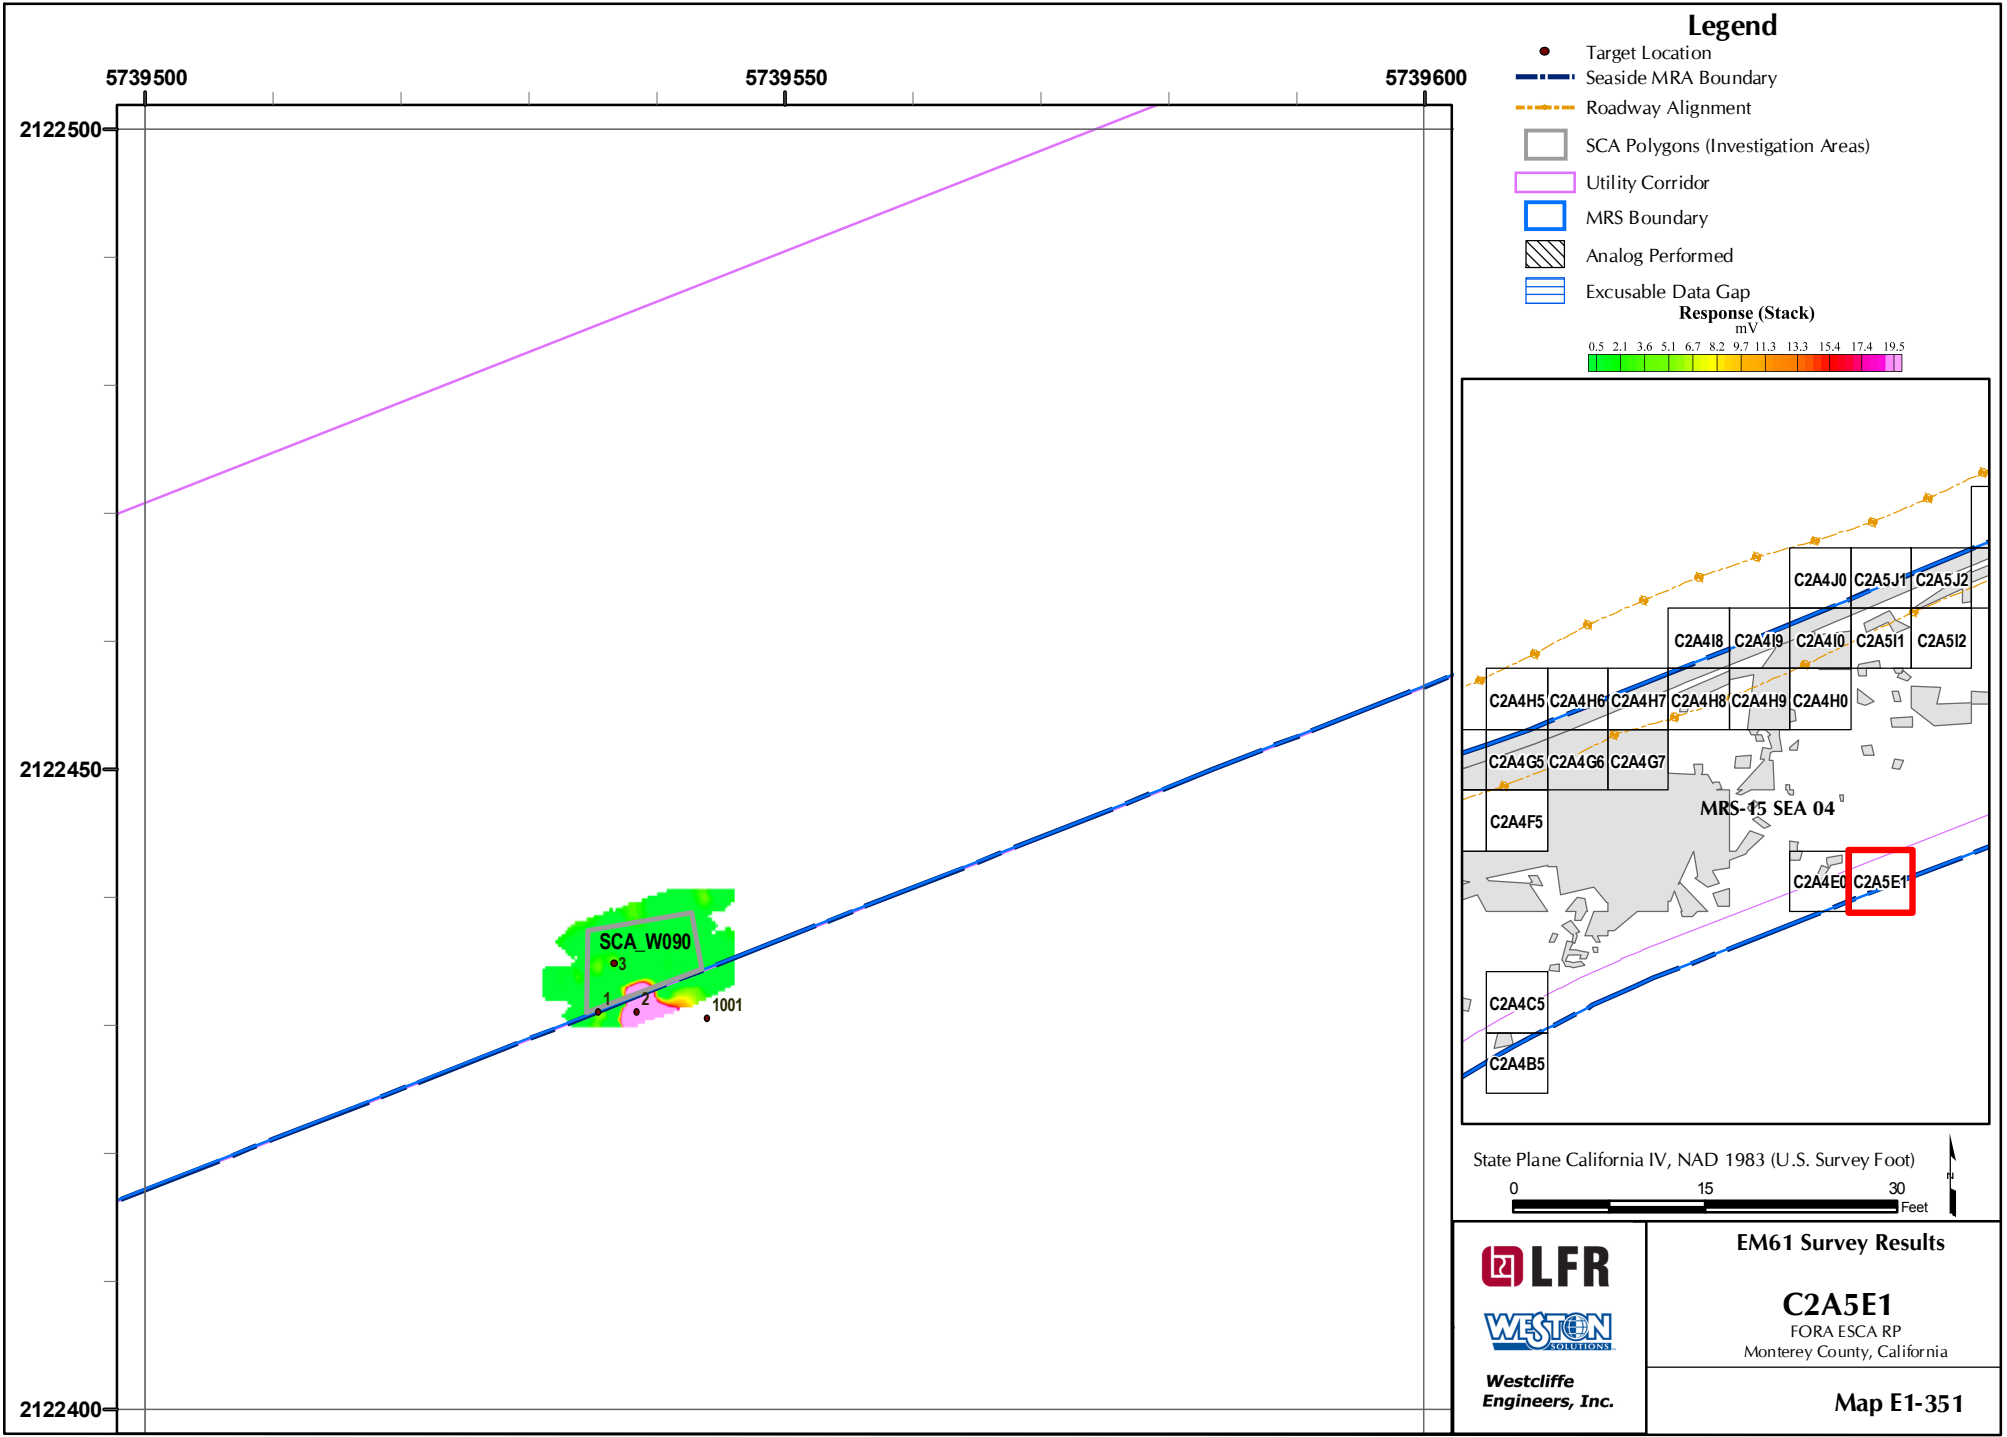 5739500
5739550
5739600
2122500
2122450
2122400
SCA_W090
3
1
2
1001
Legend
Target Location
Seaside MRA Boundary
Roadway Alignment
SCA Polygons (Investigation Areas)
Utility Corridor
MRS Boundary
Analog Performed
Excusable Data Gap
Response (Stack)
mV
0.5 2.1 3.6 5.1 6.7 8.2 9.7 11.3 13.3 15.4 17.4 19.5
C2A4J0 C2A5J1 C2A5J2
C2A4I8 C2A4I9 C2A4I0 C2A5I1 C2A5I2
C2A4H5 C2A4H6 C2A4H7 C2A4H8 C2A4H9 C2A4H0
C2A4G5 C2A4G6 C2A4G7
MRS-15 SEA 04
C2A4F5
C2A4E0 C2A5E1
C2A4C5
C2A4B5
State Plane California IV, NAD 1983 (U.S. Survey Foot)
0 15 30
Feet
N
LFR
WESTON
SOLUTIONS
Westcliffe
Engineers, Inc.
EM61 Survey Results
C2A5E1
FORA ESCA RP
Monterey County, California
Map E1-351